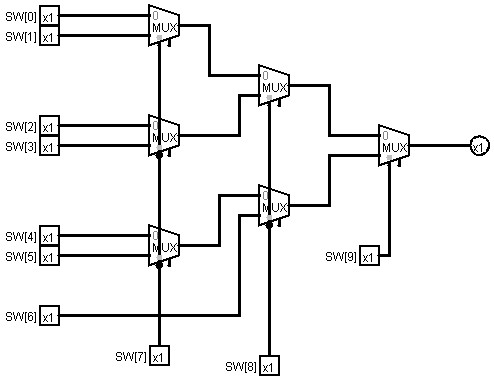 SW[0] x1 0
SW[1] x1 MUX
0
SW[2] x1 0 MUX
SW[3] x1 MUX 0
MUX x1
SW[4] x1 0 0
SW[5] x1 MUX MUX
SW[9] x1
SW[6] x1
SW[7] x1
SW[8] x1